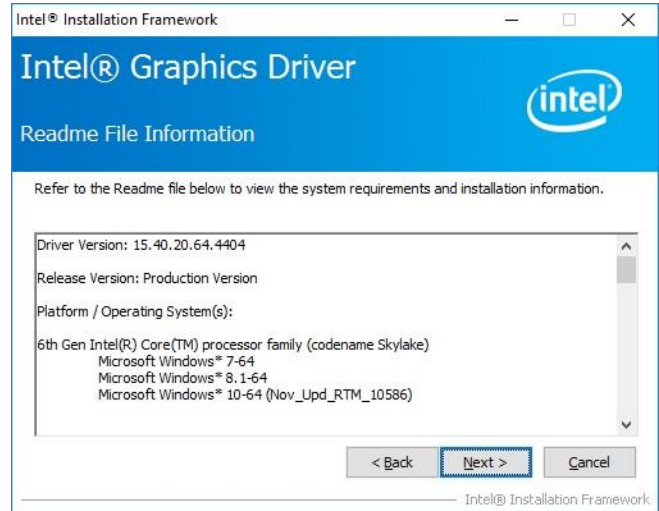 Intel® Installation Framework
Intel® Graphics Driver
intel
Readme File Information
Refer to the Readme file below to view the system requirements and installation information.
Driver Version: 15.40.20.64.4404
Release Version: Production Version
Platform / Operating System(s):
6th Gen Intel(R) Core(TM) processor family (codename Skylake)
Microsoft Windows* 7-64
Microsoft Windows* 8.1-64
Microsoft Windows* 10-64 (Nov_Upd_RTM_10586)
< Back Next > Cancel
Intel® Installation Framework